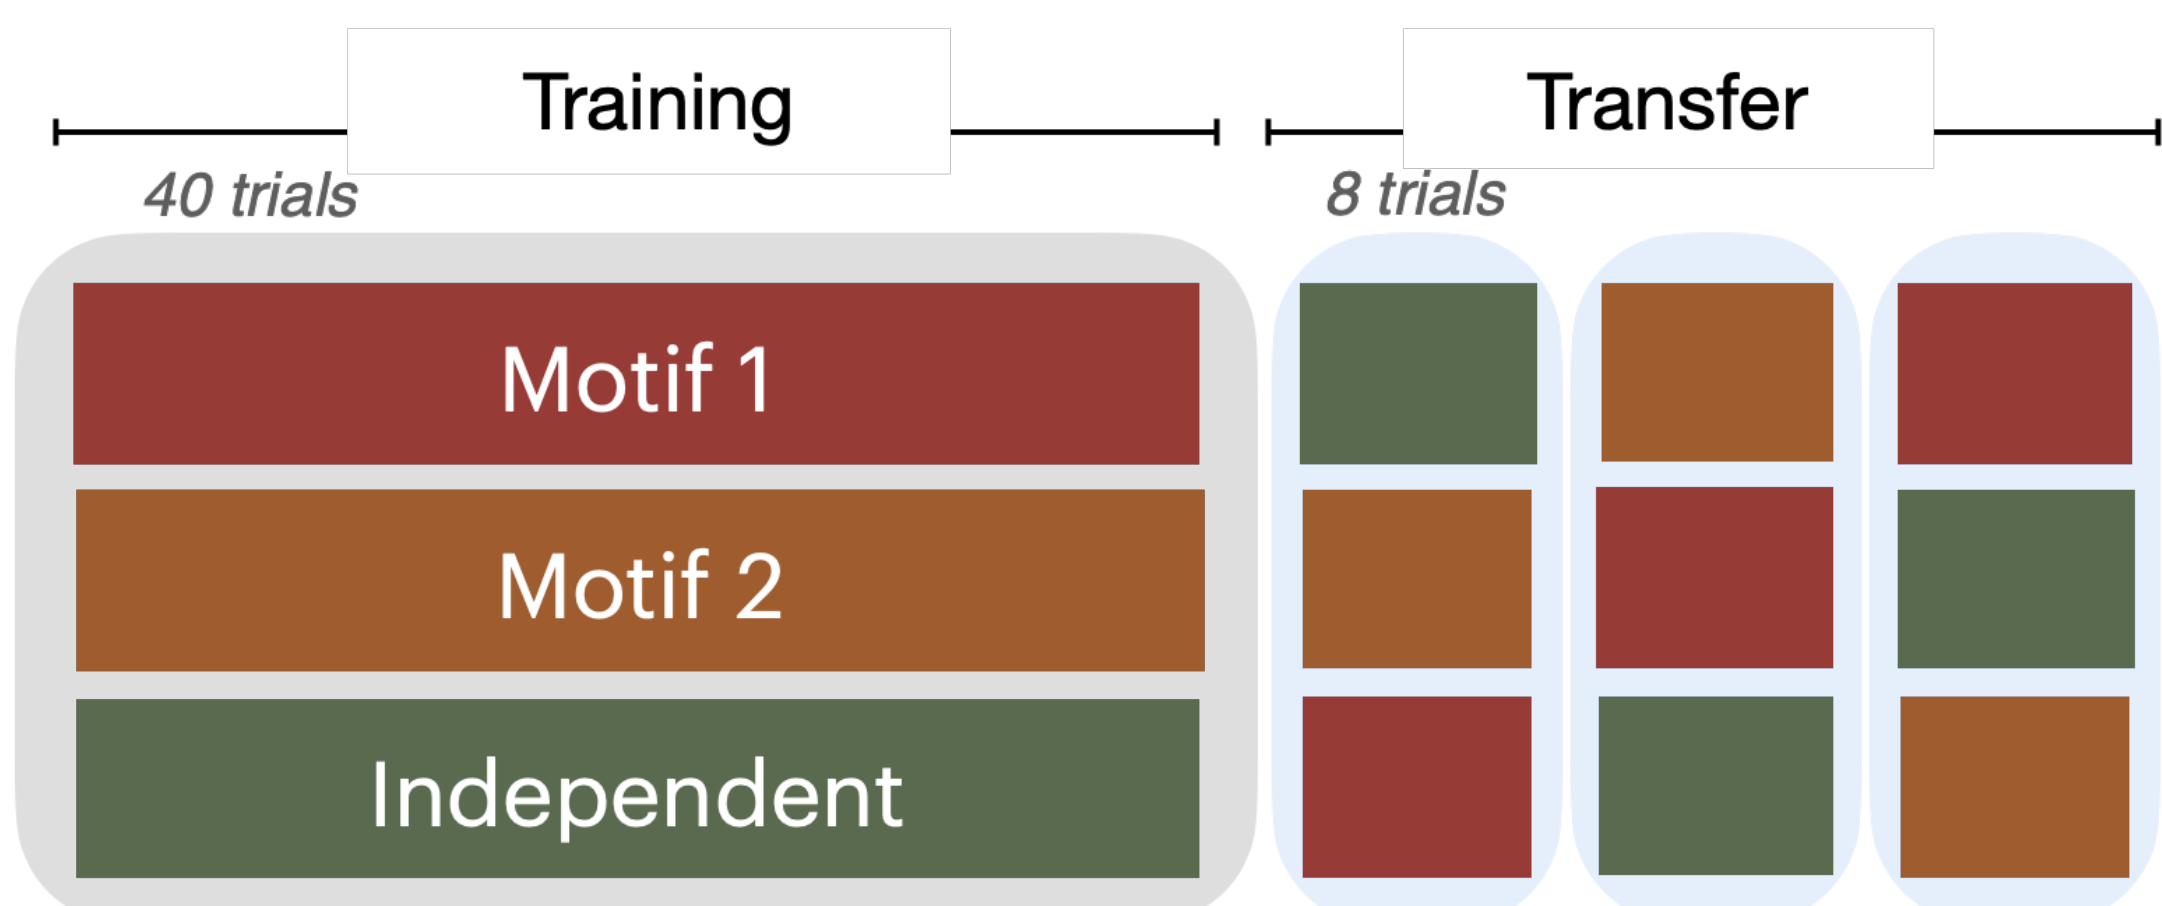 Training
Transfer
40 trials
8 trials
Motif 1
Motif 2
Independent